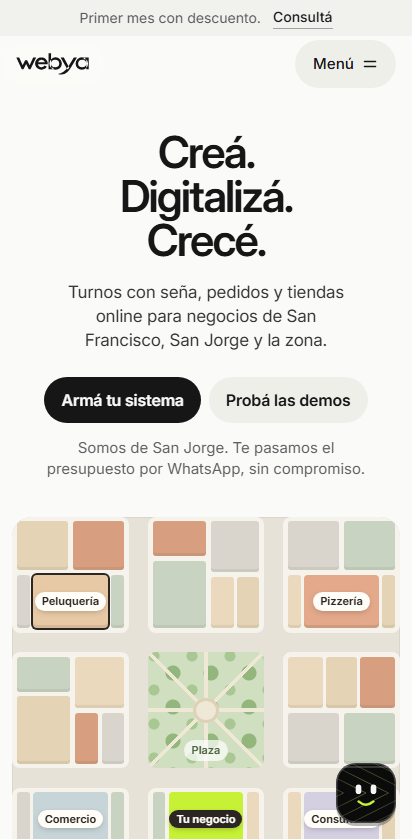 Primer mes con descuento. Consultá
webya
Menú
Creá.
Digitalizá.
Crecé.
Turnos con seña, pedidos y tiendas
online para negocios de San
Francisco, San Jorge y la zona.
Armá tu sistema
Probá las demos
Somos de San Jorge. Te pasamos el
presupuesto por WhatsApp, sin compromiso.
Peluquería
Pizzería
Plaza
Comercio
Tu negocio